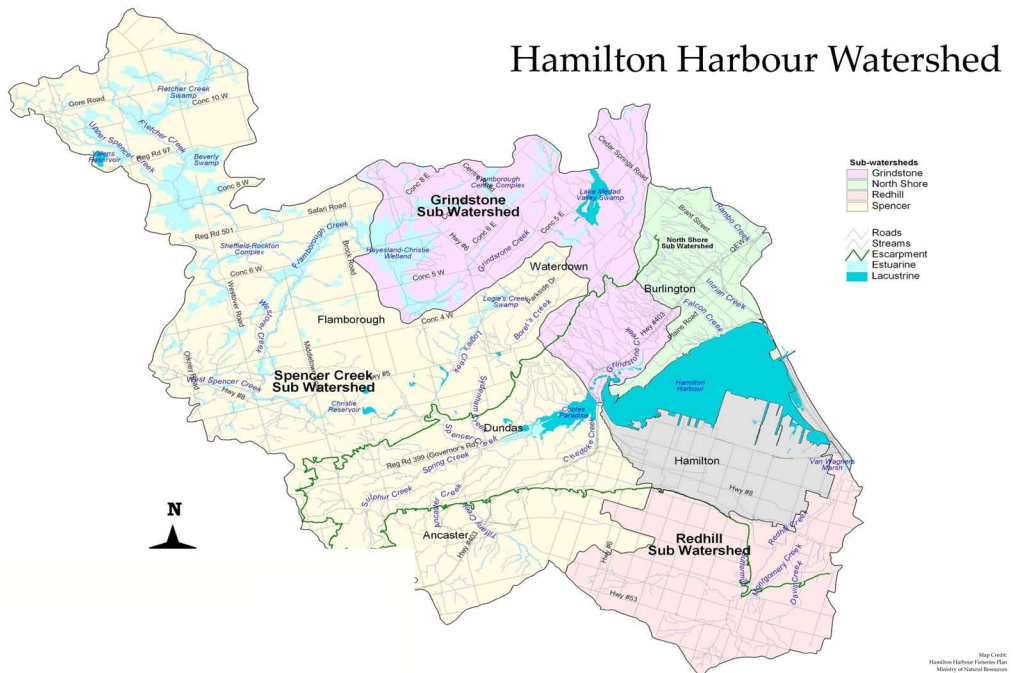 Hamilton Harbour Watershed
Fletcher Creek
Swamp
Gore Road
Conc 10 W
Upper Spencer Creek
Fletcher Creek
Valens
Reservoir
Reg Rd 97
Beverly
Swamp
Conc 8 W
Safari Road
Reg Rd 501
Sheffield-Rockton
Complex
Flamborough Creek
Brock Road
Conc 6 W
Westover Road
Westover Creek
Conc 8 E
Flamborough
Centre Complex
Grindstone
Sub Watershed
Hwy #6
Conc 6 E
Conc 5 E
Grindstone Creek
Hayesland-Christie
Wetland
Conc 5 W
Cedar Springs Road
Lake Medad
Valley Swamp
Brant Street
Rambo Creek
QEW
North Shore
Sub Watershed
Sub-watersheds
Grindstone
North Shore
Redhill
Spencer
Roads
Streams
Escarpment
Estuarine
Lacustrine
Waterdown
Parkside Dr
Logie's Creek
Swamp
Borer's Creek
Burlington
Indian Creek
Falcon Creek
Hwy #403
Plains Road
Grindstone Creek
Flamborough
Conc 4 W
Logie's Creek
Orkney Road
West Spencer Creek
Hwy #8
Spencer Creek
Sub Watershed
Christie
Reservoir
Hamilton
Harbour
Cootes
Paradise
Dundas
Spencer Creek
Chedoke Creek
Reg Rd 399 (Governor's Rd)
Spring Creek
Sulphur Creek
Ancaster Creek
Tiffany Creek
Ancaster
Hwy #403
Hamilton
Hwy #8
Van Wagners
Marsh
Redhill
Sub Watershed
Redhill Creek
Montgomery Creek
Davis Creek
Hwy #6
Hwy #53
N
Map Credit:
Hamilton Harbour Fisheries Plan
Ministry of Natural Resources